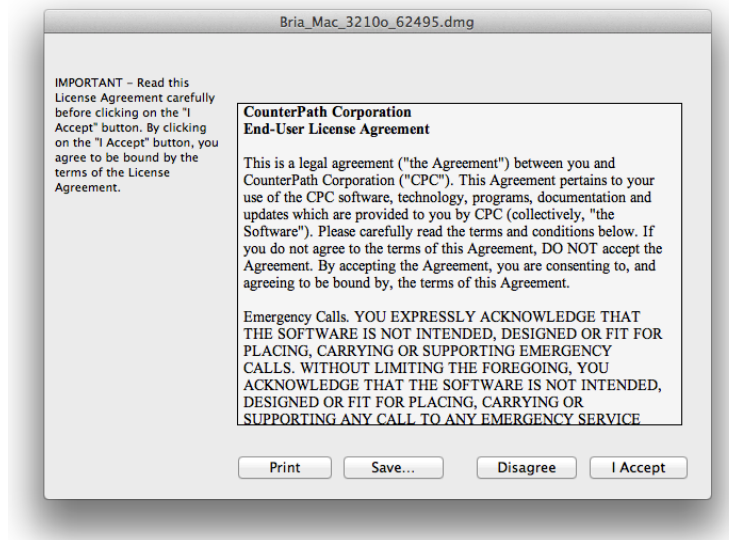 Bria_Mac_3210o_62495.dmg
IMPORTANT – Read this
License Agreement carefully
before clicking on the "I
Accept" button. By clicking
on the "I Accept" button, you
agree to be bound by the
terms of the License
Agreement.
CounterPath Corporation
End-User License Agreement
This is a legal agreement ("the Agreement") between you and
CounterPath Corporation ("CPC"). This Agreement pertains to your
use of the CPC software, technology, programs, documentation and
updates which are provided to you by CPC (collectively, "the
Software"). Please carefully read the terms and conditions below. If
you do not agree to the terms of this Agreement, DO NOT accept the
Agreement. By accepting the Agreement, you are consenting to, and
agreeing to be bound by, the terms of this Agreement.
Emergency Calls. YOU EXPRESSLY ACKNOWLEDGE THAT
THE SOFTWARE IS NOT INTENDED, DESIGNED OR FIT FOR
PLACING, CARRYING OR SUPPORTING EMERGENCY
CALLS. WITHOUT LIMITING THE FOREGOING, YOU
ACKNOWLEDGE THAT THE SOFTWARE IS NOT INTENDED,
DESIGNED OR FIT FOR PLACING, CARRYING OR
SUPPORTING ANY CALL TO ANY EMERGENCY SERVICE
Print Save... Disagree I Accept